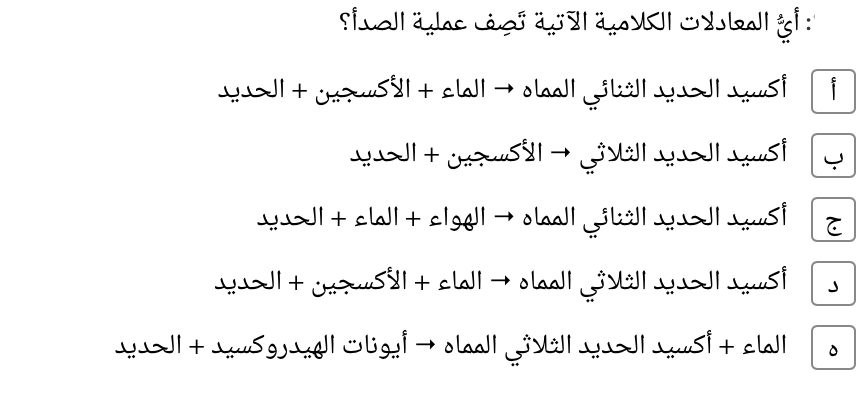 : أيُّ المعادلات الكلامية الآتية تَصِف عملية الصدأ؟
أ أكسيد الحديد الثنائي المماه → الماء + الأكسجين + الحديد
ب أكسيد الحديد الثلاثي → الأكسجين + الحديد
ج أكسيد الحديد الثنائي المماه → الهواء + الماء + الحديد
د أكسيد الحديد الثلاثي المماه → الماء + الأكسجين + الحديد
ه الماء + أكسيد الحديد الثلاثي المماه → أيونات الهيدروكسيد + الحديد